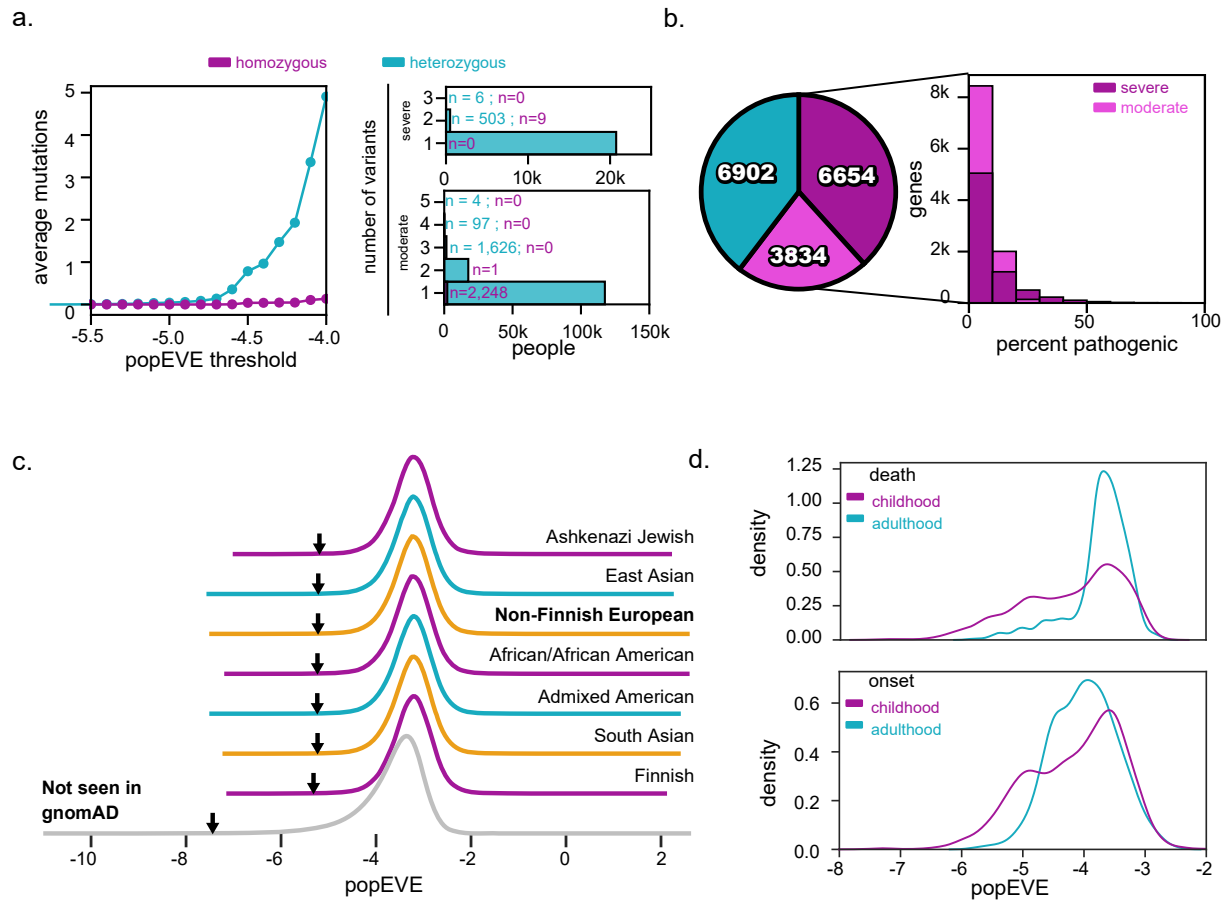 a.
homozygous
heterozygous
average mutations
5
4
3
2
1
0
-5.5
-5.0
-4.5
-4.0
popEVE threshold
number of variants
severe
3
2
1
n = 6 ; n=0
n = 503 ; n=9
n=0
0
10k
20k
moderate
5
4
3
2
1
n = 4 ; n=0
n = 97 ; n=0
n = 1,626; n=0
n=1
n=2,248
0
50k
100k
150k
people
b.
6902
6654
3834
severe
moderate
genes
8k
6k
4k
2k
0
0
50
100
percent pathogenic
c.
Ashkenazi Jewish
East Asian
Non-Finnish European
African/African American
Admixed American
South Asian
Finnish
Not seen in
gnomAD
-10
-8
-6
-4
-2
0
2
popEVE
d.
death
childhood
adulthood
density
1.25
1.00
0.75
0.50
0.25
0.00
onset
childhood
adulthood
density
0.6
0.4
0.2
0.0
-8
-7
-6
-5
-4
-3
-2
popEVE